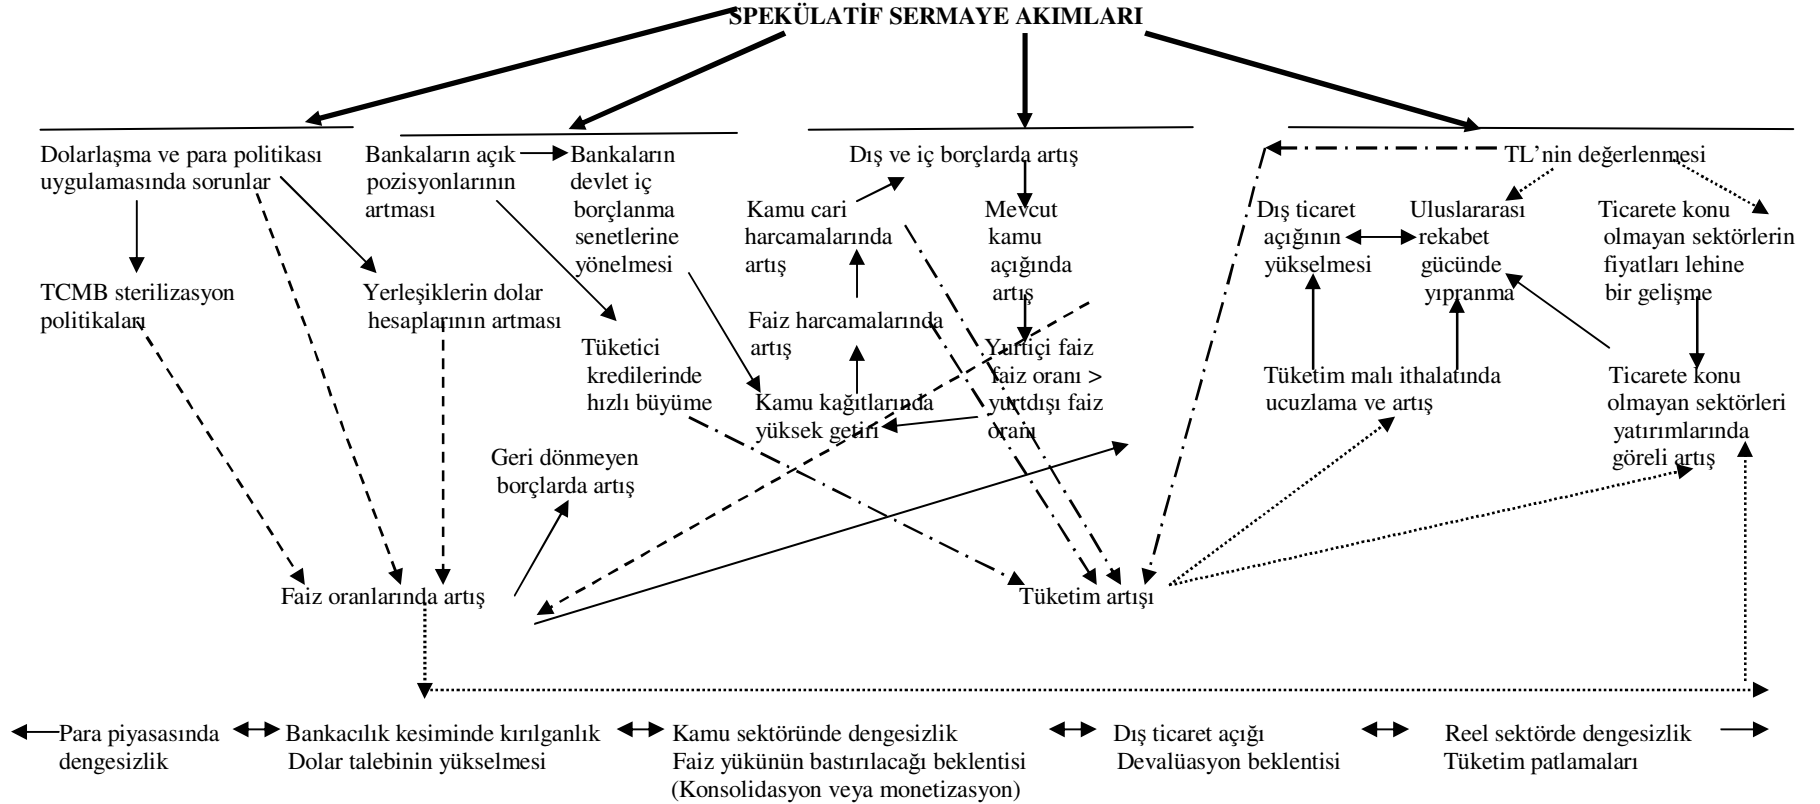 SPEKÜLATİF SERMAYE AKIMLARI
Dolarlaşma ve para politikası
uygulamasında sorunlar
Bankaların açık
pozisyonlarının
artması
Bankaların
devlet iç
borçlanma
senetlerine
yönelmesi
Dış ve iç borçlarda artış
TL'nin değerlenmesi
Kamu cari
harcamalarında
artış
Mevcut
kamu
açığında
artış
Dış ticaret
açığının
yükselmesi
Uluslararası
rekabet
gücünde
yıpranma
Ticarete konu
olmayan sektörlerin
fiyatları lehine
bir gelişme
TCMB sterilizasyon
politikaları
Yerleşiklerin dolar
hesaplarının artması
Tüketici
kredilerinde
hızlı büyüme
Faiz harcamalarında
artış
Yurtiçi faiz
faiz oranı >
yurtdışı faiz
oranı
Kamu kağıtlarında
yüksek getiri
Tüketim malı ithalatında
ucuzlama ve artış
Ticarete konu
olmayan sektörleri
yatırımlarında
göreli artış
Geri dönmeyen
borçlarda artış
Faiz oranlarında artış
Tüketim artışı
Para piyasasında
dengesizlik
Bankacılık kesiminde kırılganlık
Dolar talebinin yükselmesi
Kamu sektöründe dengesizlik
Faiz yükünün bastırılacağı beklentisi
(Konsolidasyon veya monetizasyon)
Dış ticaret açığı
Devalüasyon beklentisi
Reel sektörde dengesizlik
Tüketim patlamaları